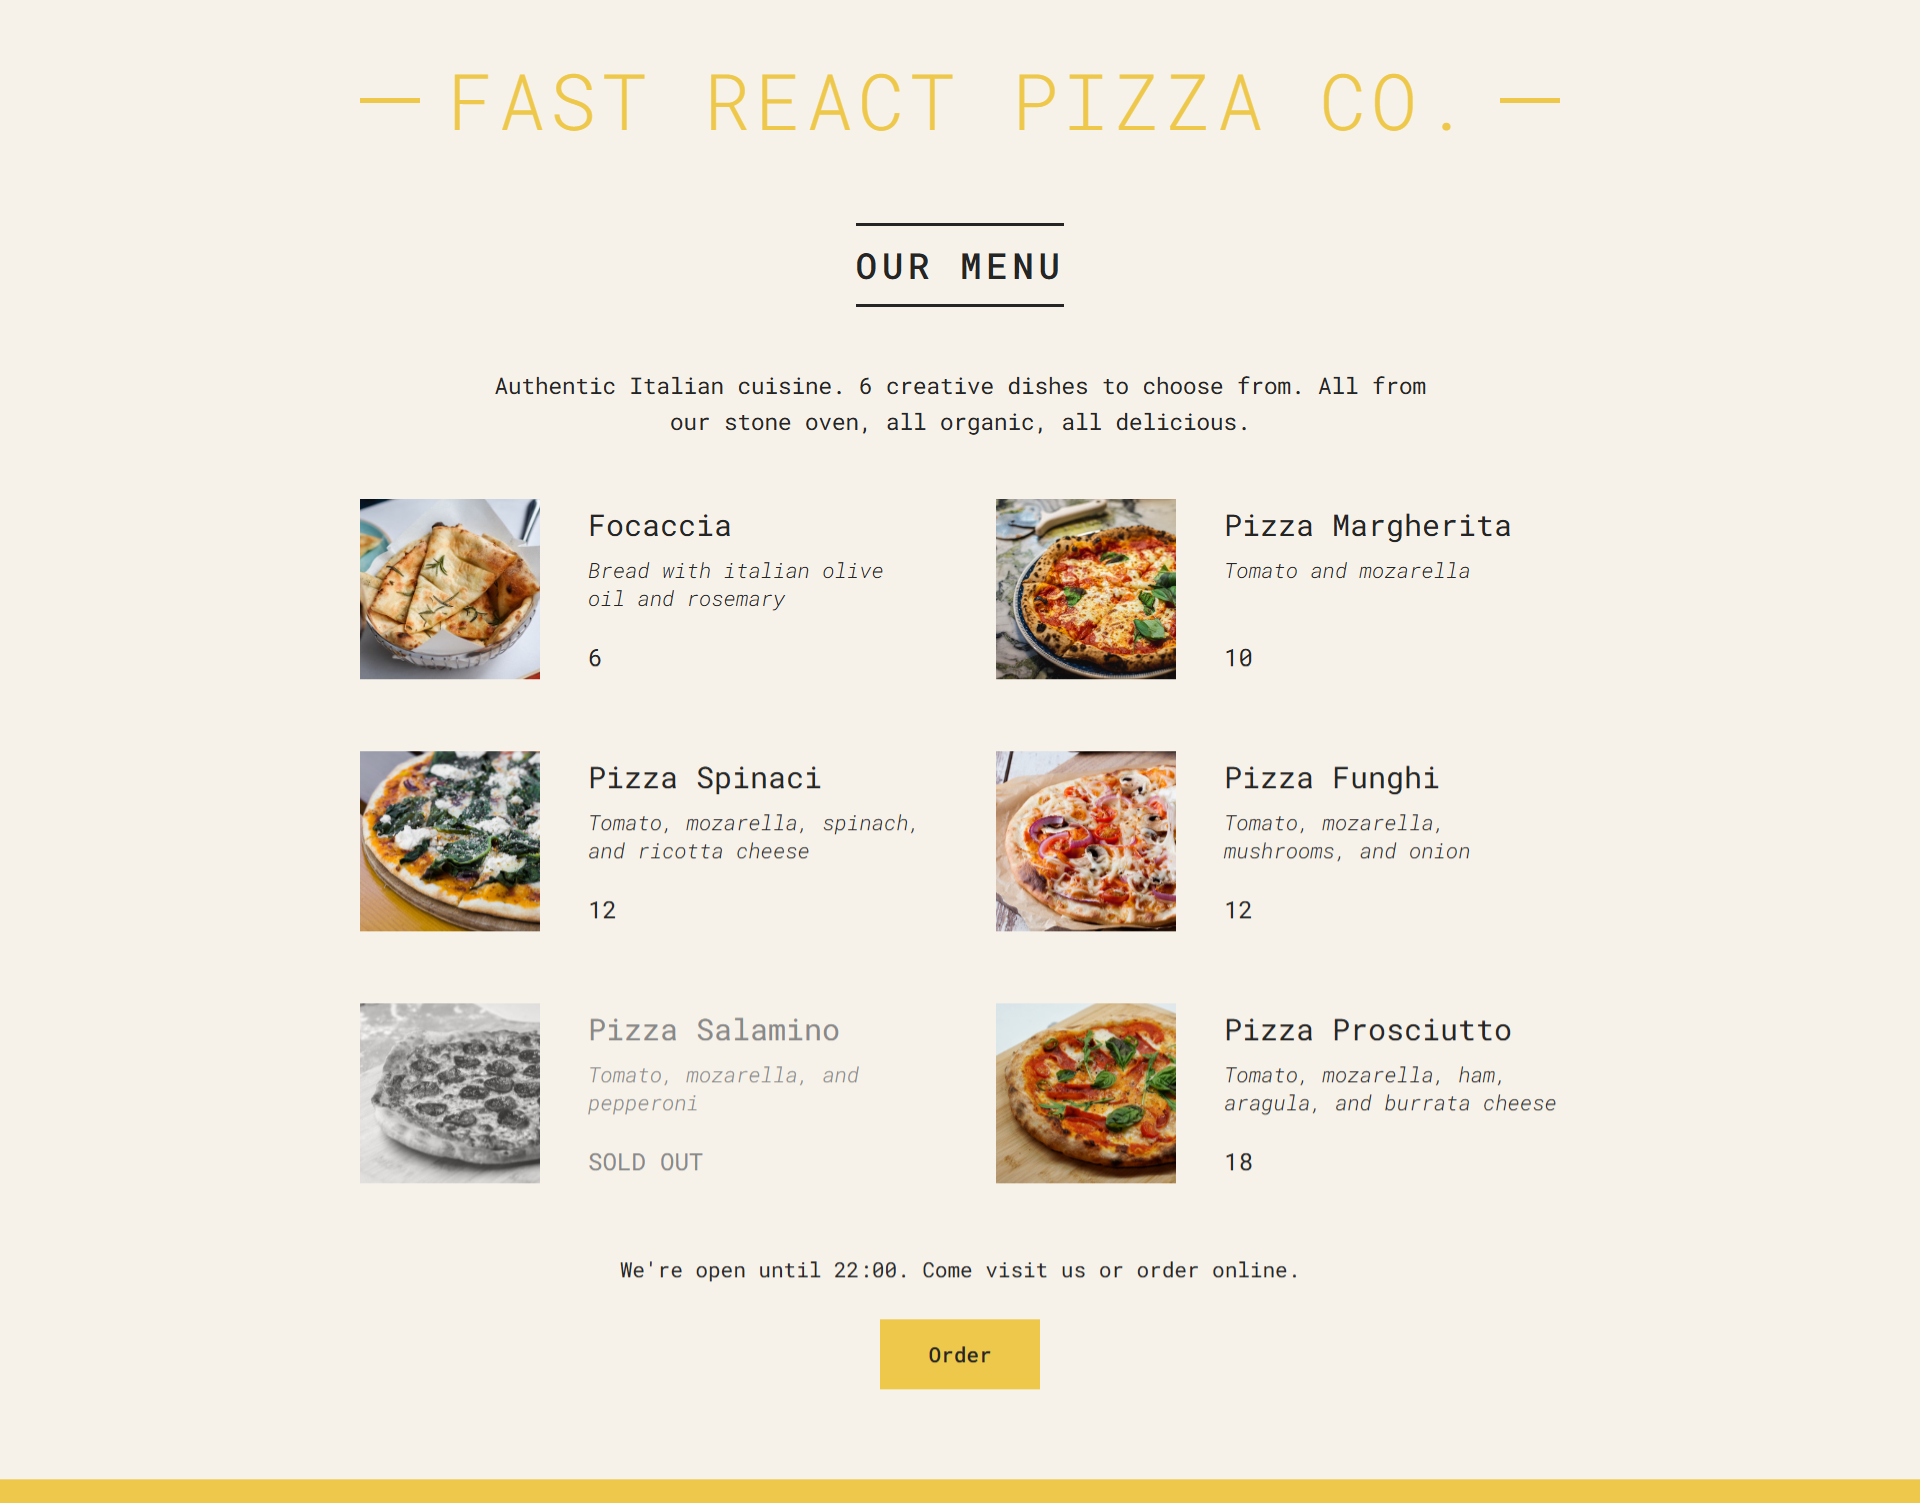 FAST REACT PIZZA CO.
OUR MENU
Authentic Italian cuisine. 6 creative dishes to choose from. All from
our stone oven, all organic, all delicious.
Focaccia
Bread with italian olive
oil and rosemary
6
Pizza Margherita
Tomato and mozarella
10
Pizza Spinaci
Tomato, mozarella, spinach,
and ricotta cheese
12
Pizza Funghi
Tomato, mozarella,
mushrooms, and onion
12
Pizza Salamino
Tomato, mozarella, and
pepperoni
SOLD OUT
Pizza Prosciutto
Tomato, mozarella, ham,
aragula, and burrata cheese
18
We're open until 22:00. Come visit us or order online.
Order